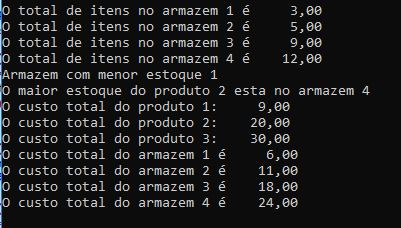 O total de itens no armazem 1 é     3,00
O total de itens no armazem 2 é     5,00
O total de itens no armazem 3 é     9,00
O total de itens no armazem 4 é    12,00
Armazem com menor estoque 1
O maior estoque do produto 2 esta no armazem 4
O custo total do produto 1:     9,00
O custo total do produto 2:    20,00
O custo total do produto 3:    30,00
O custo total do armazem 1 é     6,00
O custo total do armazem 2 é    11,00
O custo total do armazem 3 é    18,00
O custo total do armazem 4 é    24,00